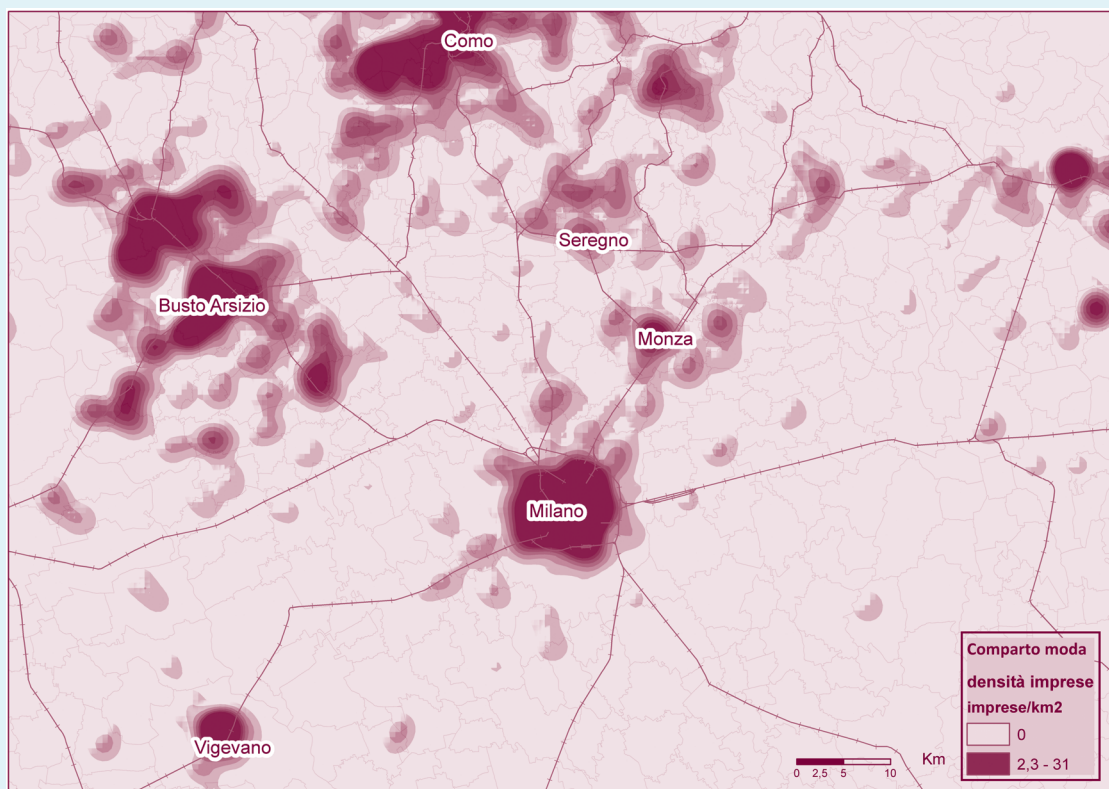 Como
Seregno
Busto Arsizio
Monza
Milano
Vigevano
Comparto moda
densità imprese
imprese/km2
0
2,3 - 31
Km
0 2,5 5 10